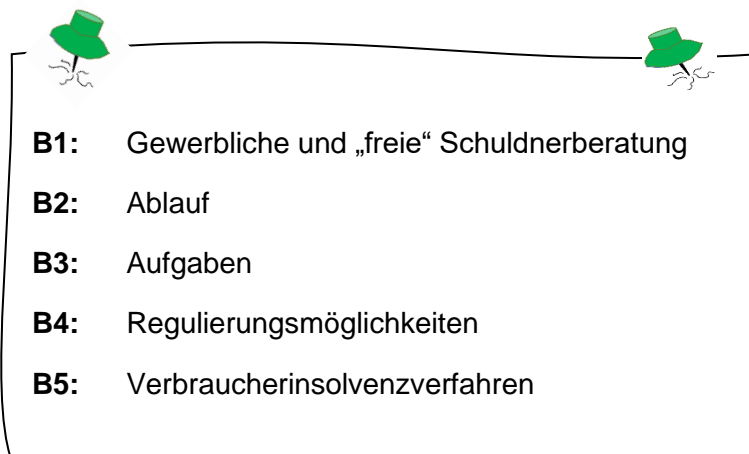 B1: Gewerbliche und „freie“ Schuldnerberatung
B2: Ablauf
B3: Aufgaben
B4: Regulierungsmöglichkeiten
B5: Verbraucherinsolvenzverfahren